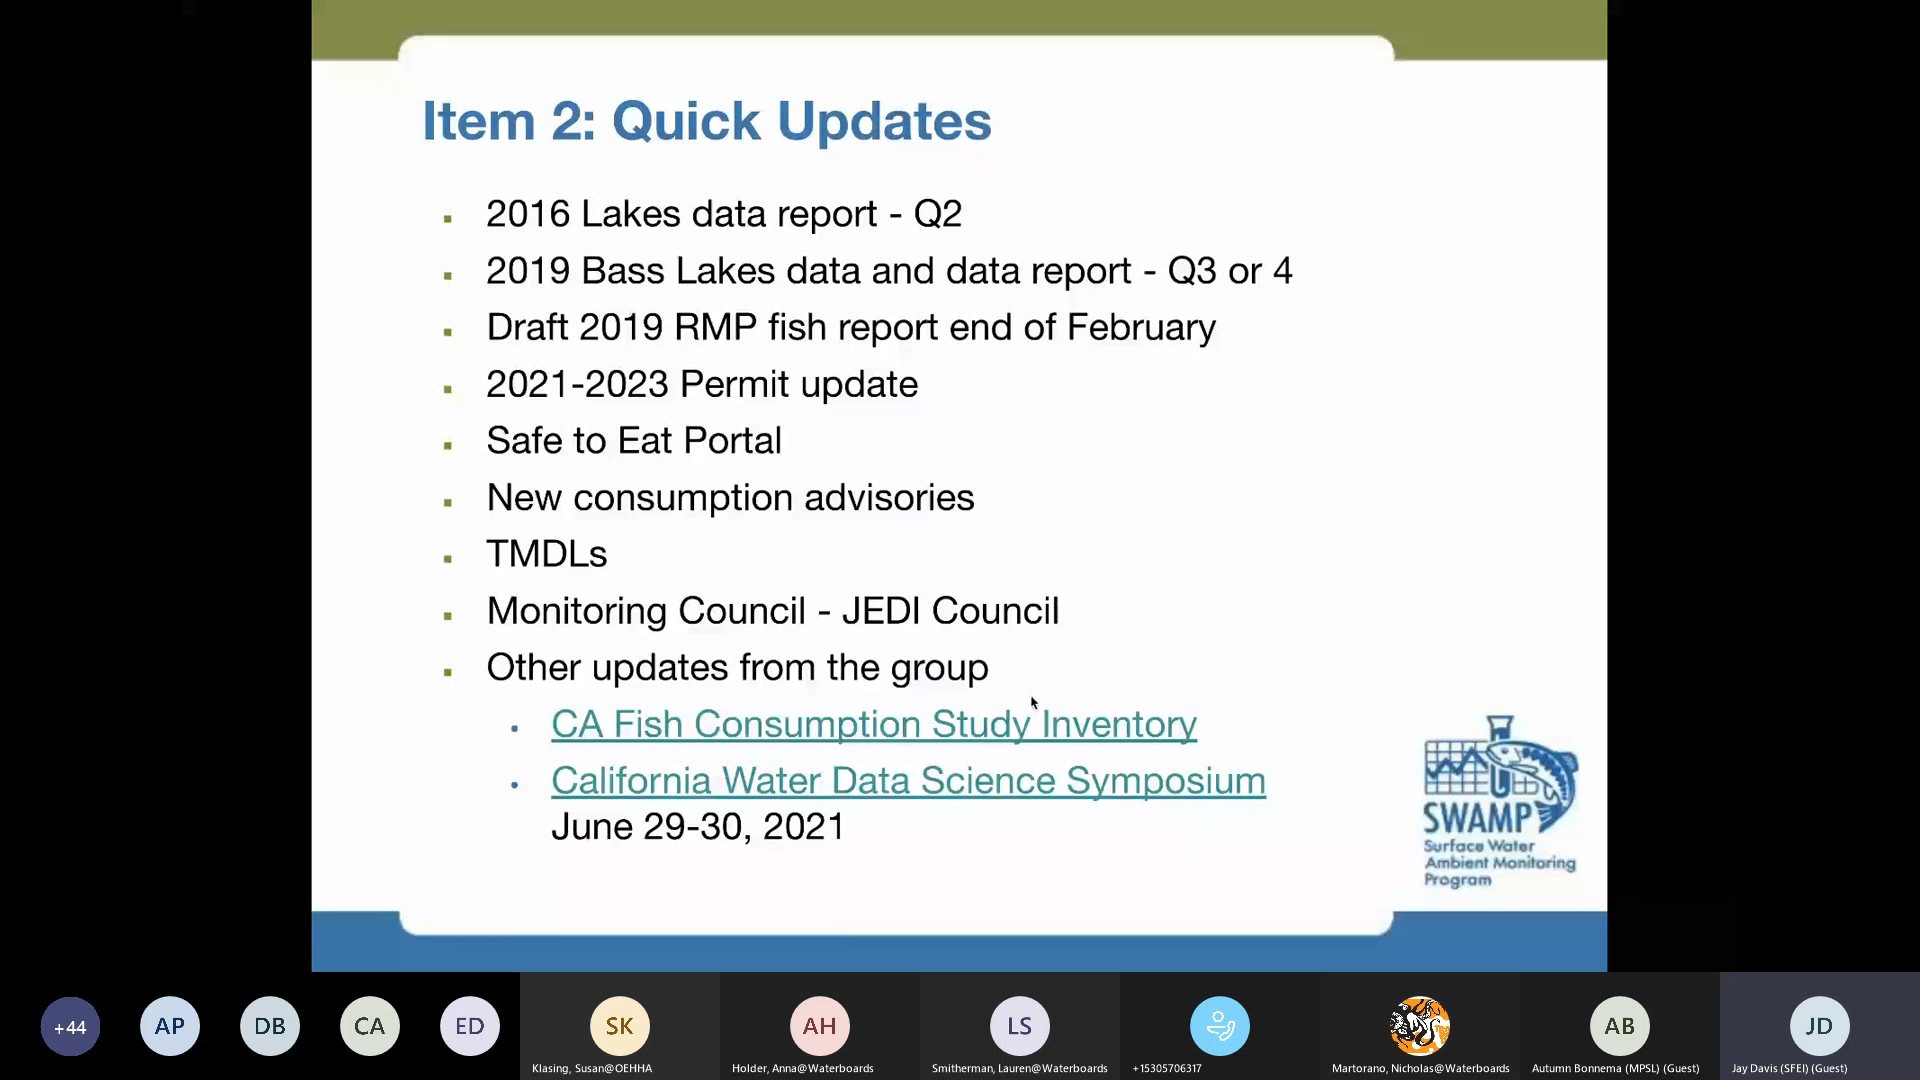 Item 2: Quick Updates
2016 Lakes data report - Q2
2019 Bass Lakes data and data report - Q3 or 4
Draft 2019 RMP fish report end of February
2021-2023 Permit update
Safe to Eat Portal
New consumption advisories
TMDLs
Monitoring Council - JEDI Council
Other updates from the group
CA Fish Consumption Study Inventory
California Water Data Science Symposium
June 29-30, 2021
SWAMP
Surface Water
Ambient Monitoring
Program
+44 AP DB CA ED SK AH LS AB JD
Klasing, Susan@OEHHA Holder, Anna@Waterboards Smitherman, Lauren@Waterboards +15305706317 Martorano, Nicholas@Waterboards Autumn Bonnema (MPSL) (Guest) Jay Davis (SFEI) (Guest)